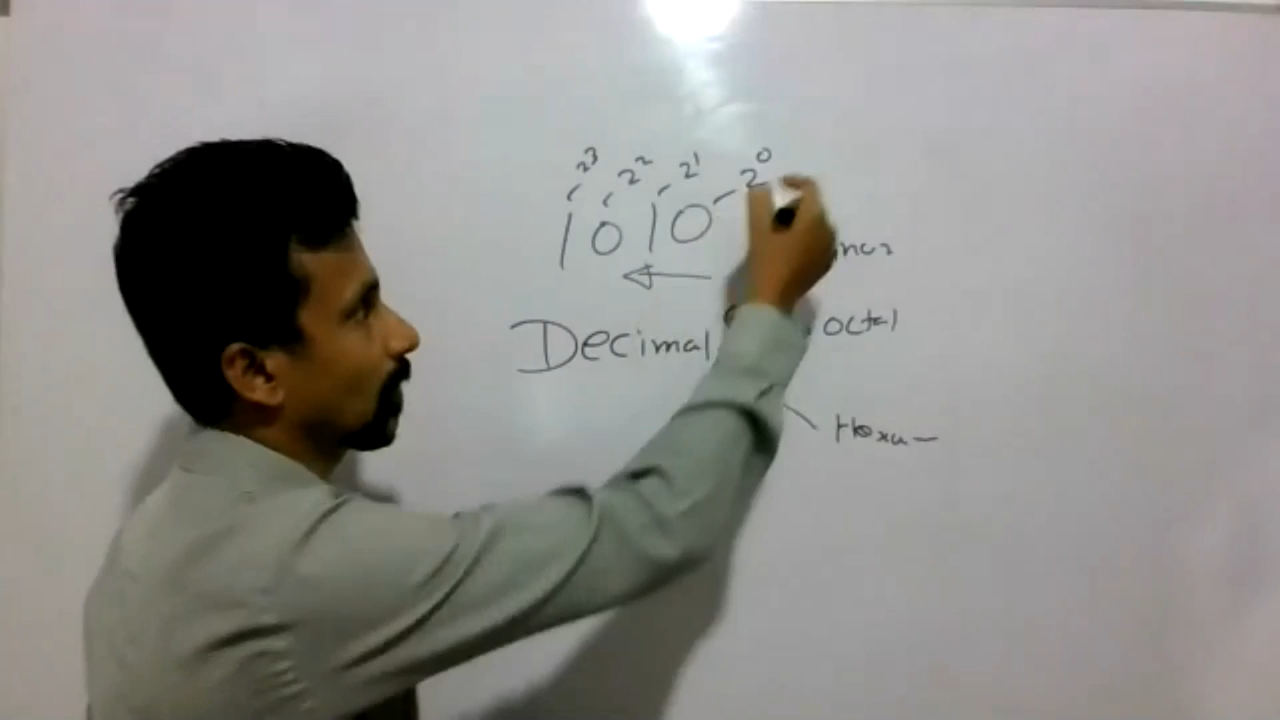 2³ 2² 2¹ 2⁰
1 0 1 0
Decimal octal